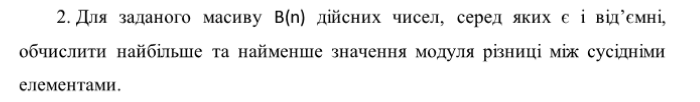 2. Для заданого масиву B(n) дійсних чисел, серед яких є і від’ємні,
обчислити найбільше та найменше значення модуля різниці між сусідніми
елементами.